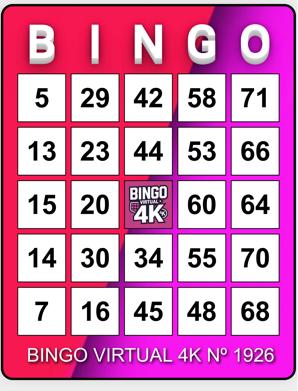 B I N G O
5 29 42 58 71
13 23 44 53 66
15 20 BINGO VIRTUAL 4K 60 64
14 30 34 55 70
7 16 45 48 68
BINGO VIRTUAL 4K Nº 1926